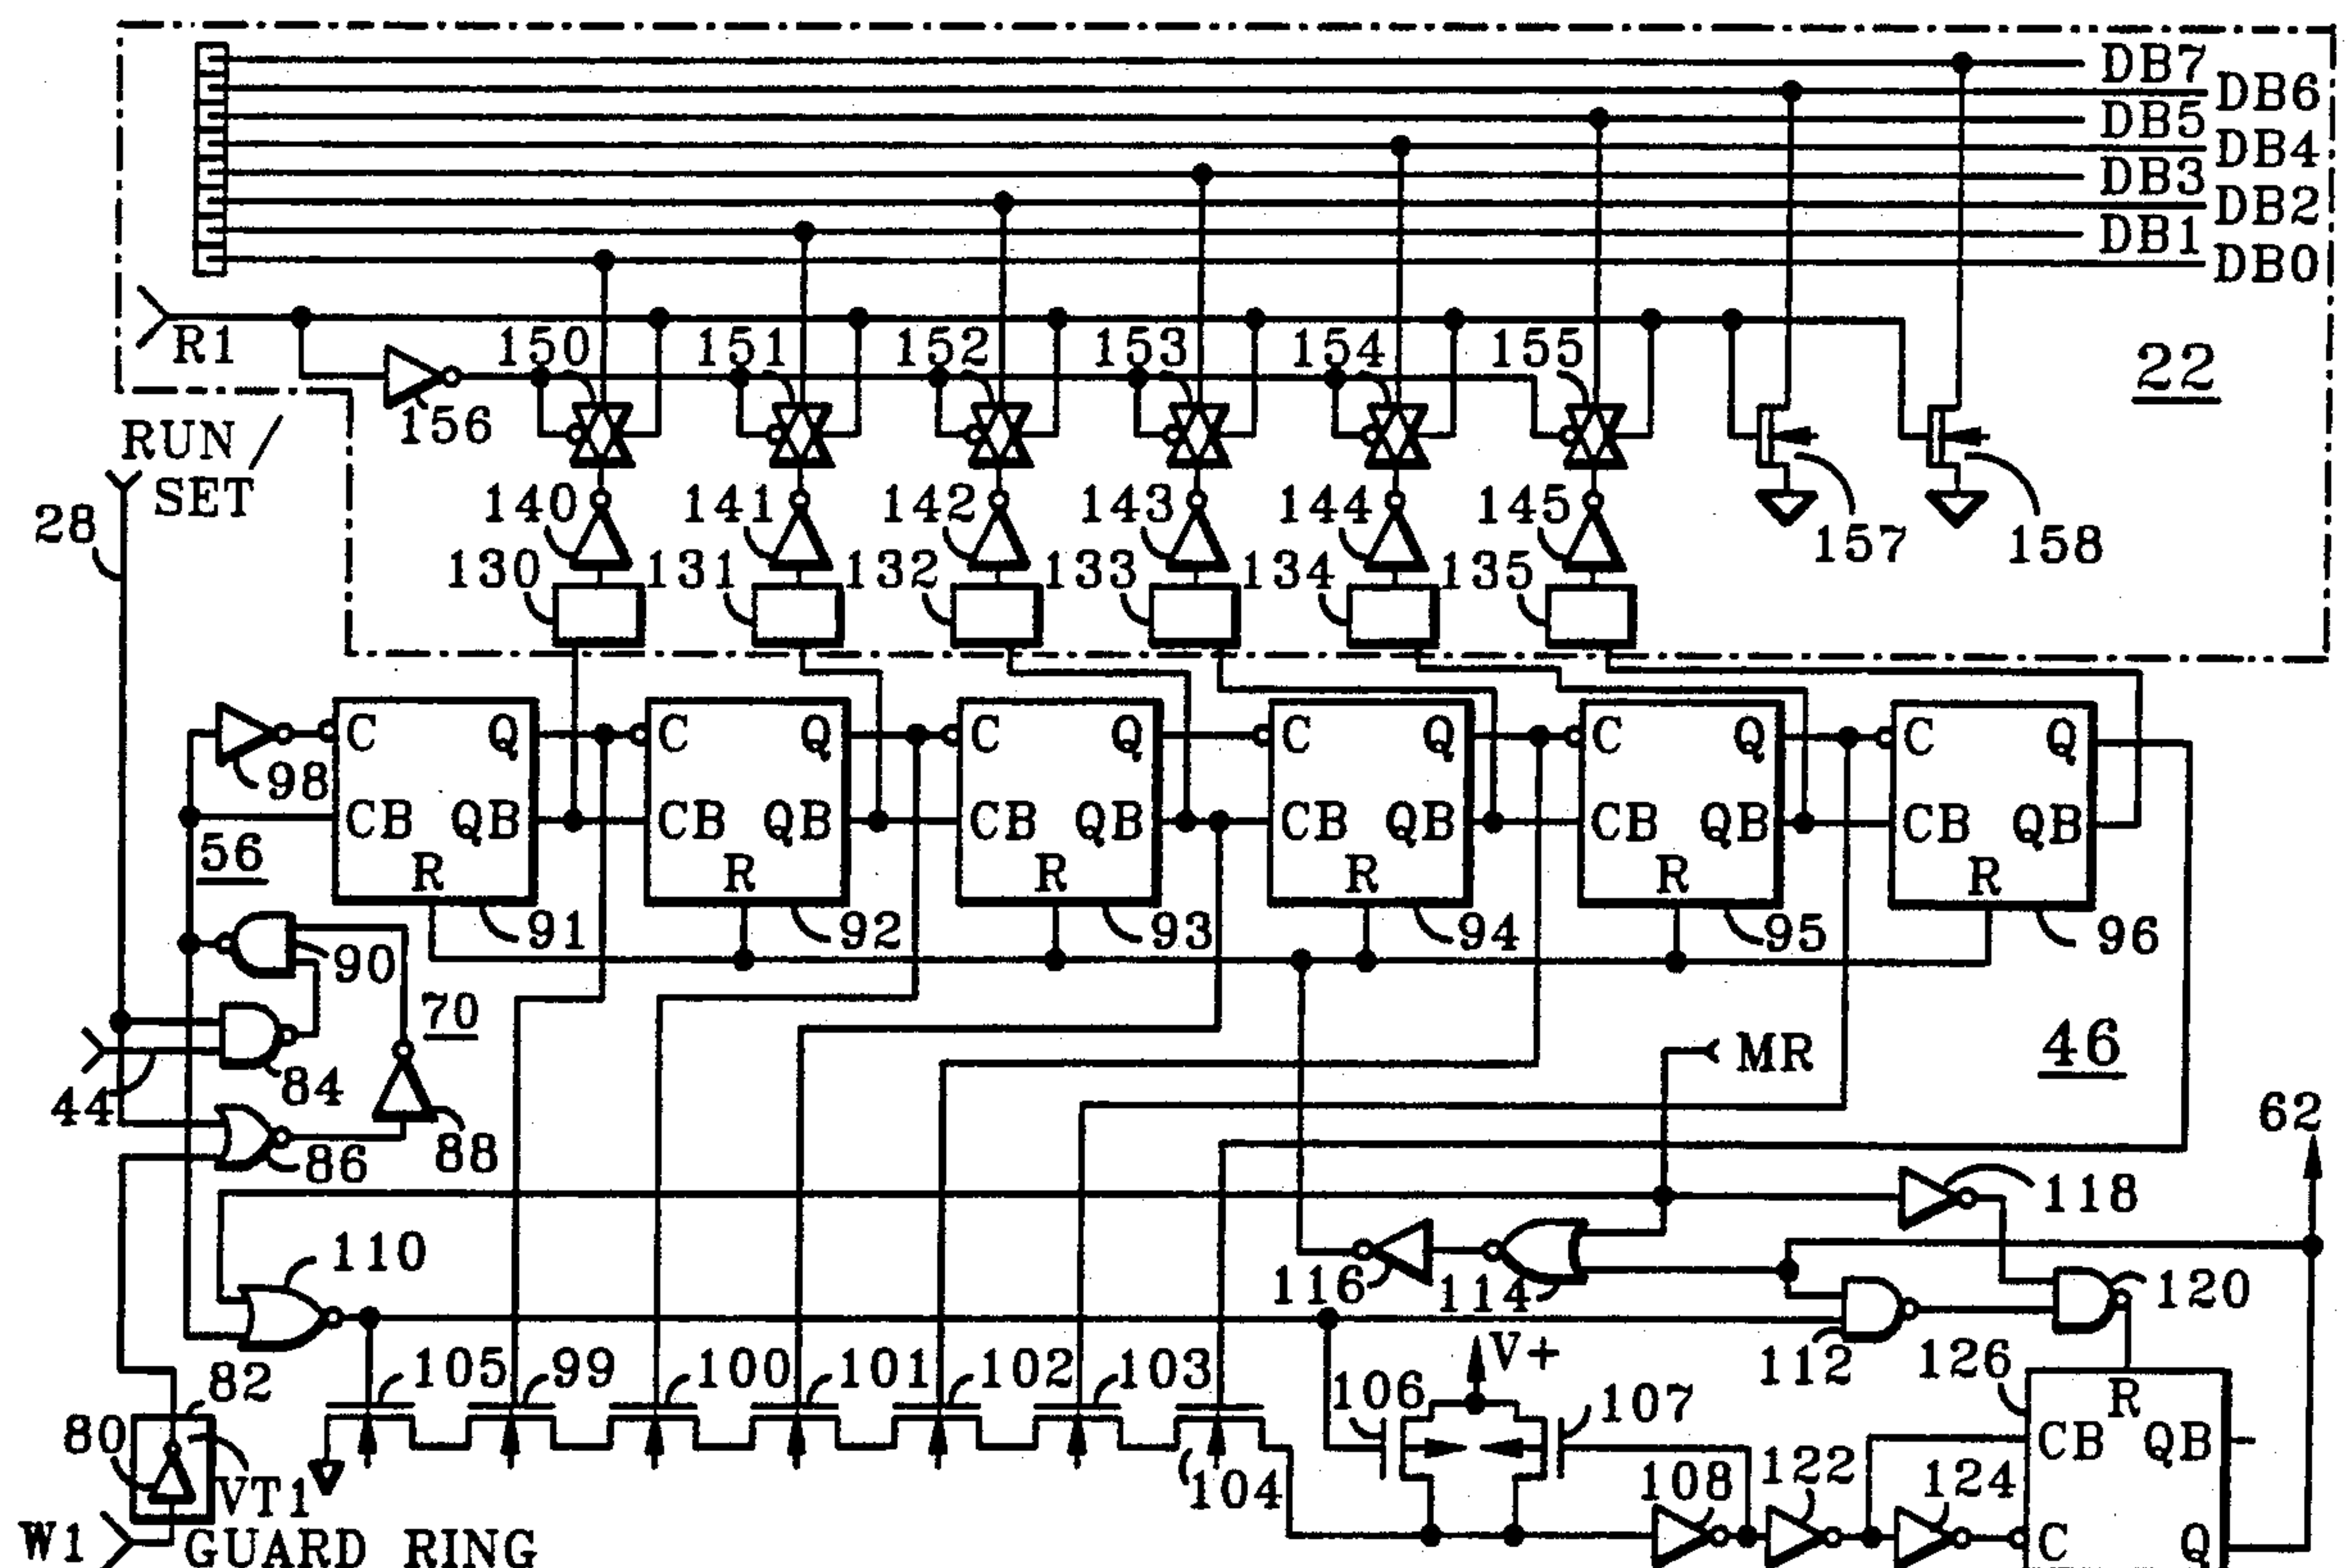 DB7
DB6
DB5
DB4
DB3
DB2
DB1
DB0
R1
150 151 152 153 154 155
156
22
RUN/
SET
28
140 141 142 143 144 145
157 158
130 131 132 133 134 135
C Q C Q C Q C Q C Q C Q
98
CB QB CB QB CB QB CB QB CB QB CB QB
56
R R R R R R
91 92 93 94 95 96
90
70
44
84
MR
46
86
88
62
118
110
116
114
120
112
126
82
105 99 100 101 102 103
V+
106
107
R
80
VT1
104
108
122
124
CB QB
W1
GUARD RING
C Q